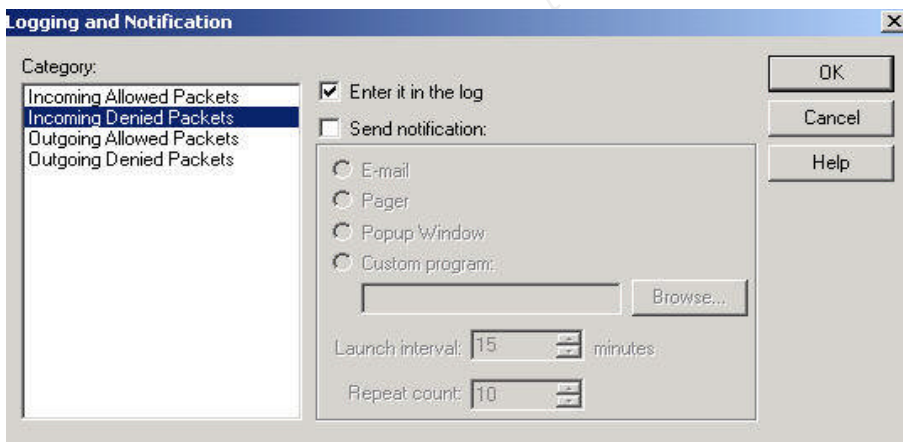 Logging and Notification
Category:
Incoming Allowed Packets
Incoming Denied Packets
Outgoing Allowed Packets
Outgoing Denied Packets
Enter it in the log
Send notification:
E-mail
Pager
Popup Window
Custom program:
Browse...
Launch interval: 15 minutes
Repeat count: 10
OK
Cancel
Help